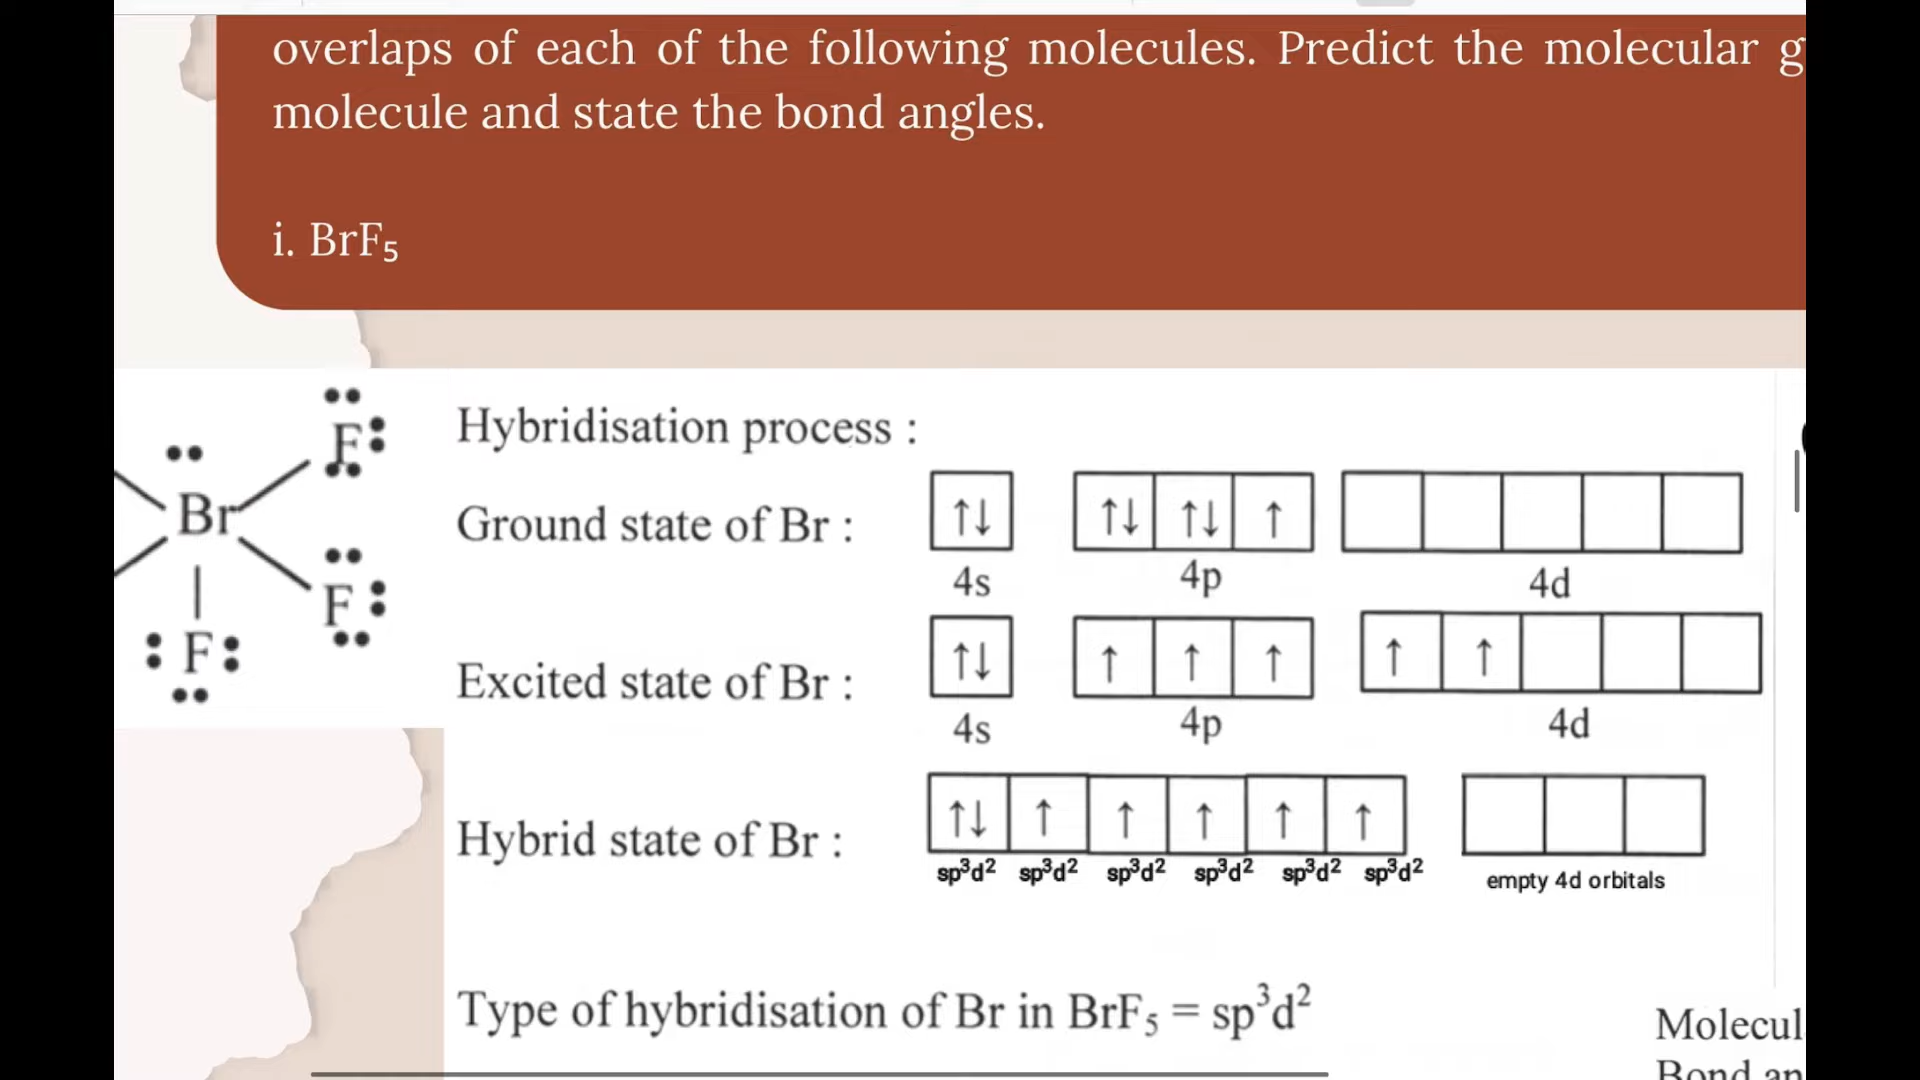 overlaps of each of the following molecules. Predict the molecular g
molecule and state the bond angles.
i. BrF₅
F
Br
F
F
Hybridisation process :
Ground state of Br : ↑↓ ↑↓ ↑↓ ↑
4s 4p 4d
Excited state of Br : ↑↓ ↑ ↑ ↑ ↑ ↑
4s 4p 4d
Hybrid state of Br : ↑↓ ↑ ↑ ↑ ↑ ↑
sp³d² sp³d² sp³d² sp³d² sp³d² sp³d² empty 4d orbitals
Type of hybridisation of Br in BrF₅ = sp³d²
Molecul
Bond an